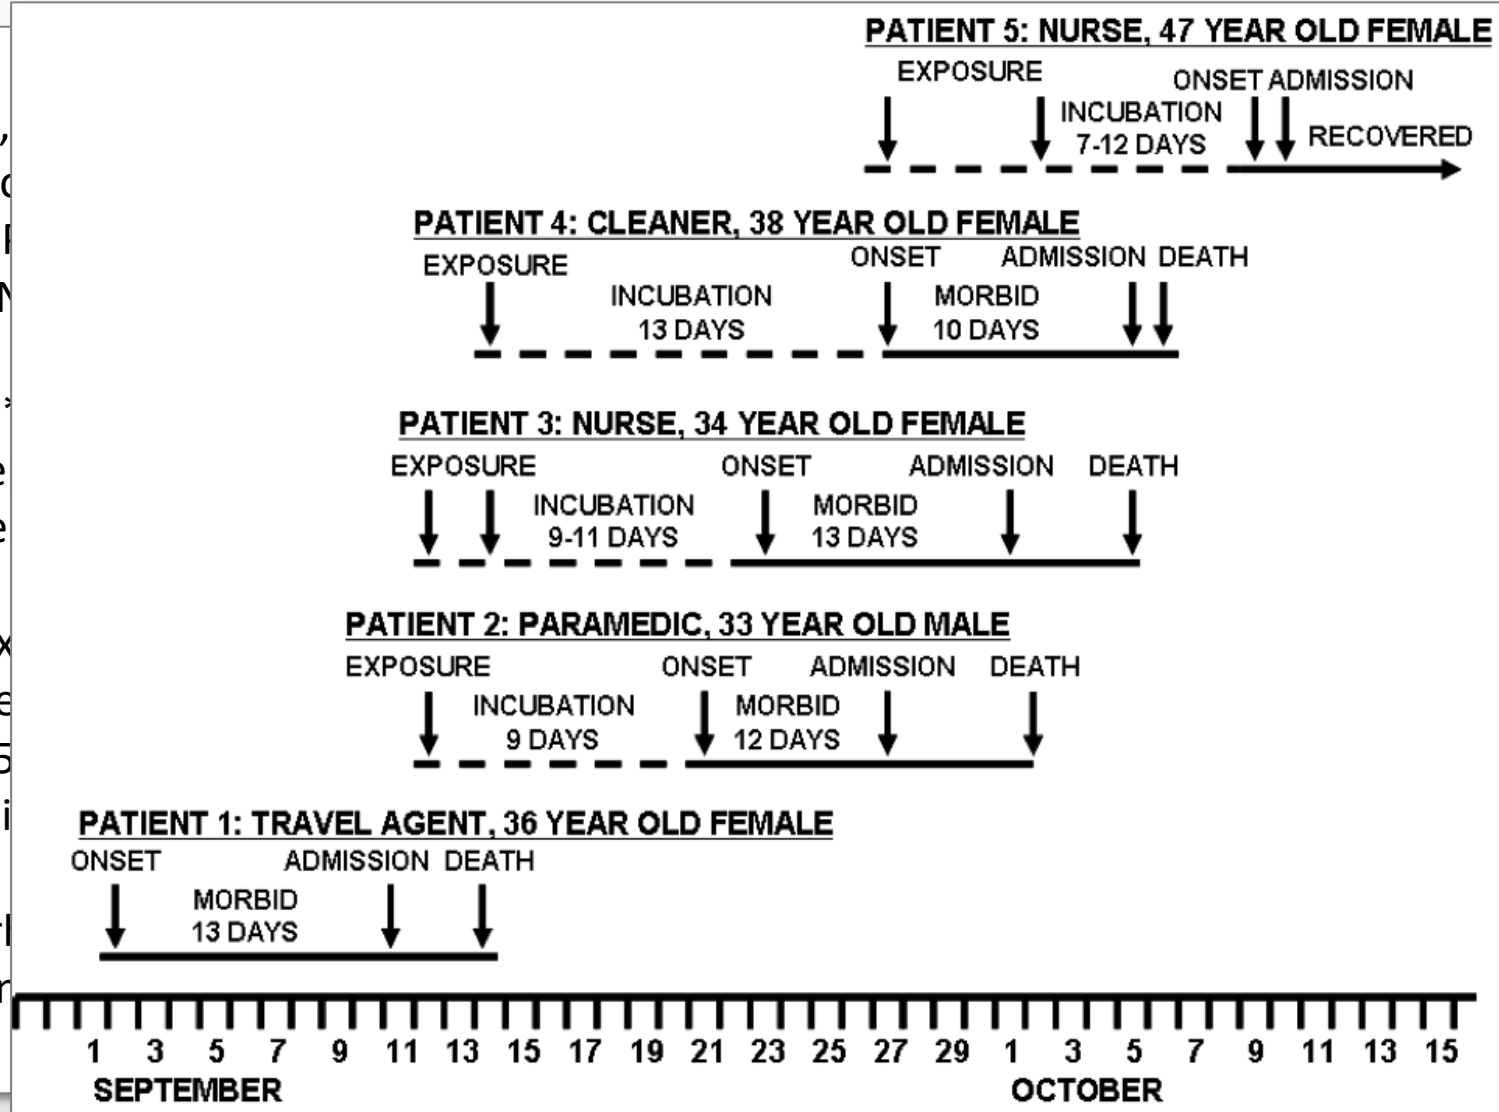 PATIENT 5: NURSE, 47 YEAR OLD FEMALE
EXPOSURE
ONSET ADMISSION
INCUBATION
7-12 DAYS
RECOVERED
PATIENT 4: CLEANER, 38 YEAR OLD FEMALE
EXPOSURE
ONSET ADMISSION DEATH
INCUBATION
13 DAYS
MORBID
10 DAYS
PATIENT 3: NURSE, 34 YEAR OLD FEMALE
EXPOSURE ONSET ADMISSION DEATH
INCUBATION
9-11 DAYS
MORBID
13 DAYS
PATIENT 2: PARAMEDIC, 33 YEAR OLD MALE
EXPOSURE ONSET ADMISSION DEATH
INCUBATION
9 DAYS
MORBID
12 DAYS
PATIENT 1: TRAVEL AGENT, 36 YEAR OLD FEMALE
ONSET ADMISSION DEATH
MORBID
13 DAYS
1 3 5 7 9 11 13 15 17 19 21 23 25 27 29 1 3 5 7 9 11 13 15
SEPTEMBER OCTOBER